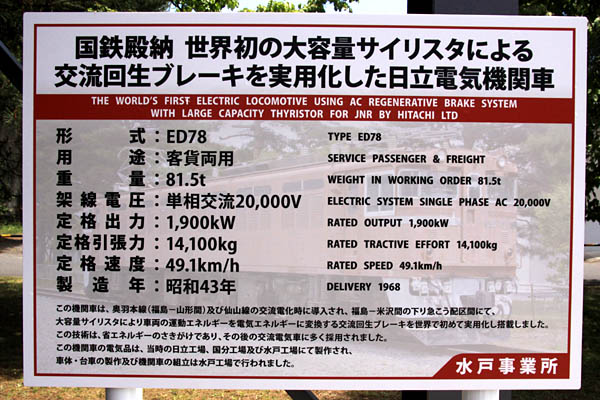 国鉄殿納 世界初の大容量サイリスタによる
交流回生ブレーキを実用化した日立電気機関車
THE WORLD'S FIRST ELECTRIC LOCOMOTIVE USING AC REGENERATIVE BRAKE SYSTEM
WITH LARGE CAPACITY THYRISTOR FOR JNR BY HITACHI LTD
形 式：ED78 TYPE ED78
用 途：客貨両用 SERVICE PASSENGER & FREIGHT
重 量：81.5t WEIGHT IN WORKING ORDER 81.5t
架線電圧：単相交流20,000V ELECTRIC SYSTEM SINGLE PHASE AC 20,000V
定格出力：1,900kW RATED OUTPUT 1,900kW
定格引張力：14,100kg RATED TRACTIVE EFFORT 14,100kg
定格速度：49.1km/h RATED SPEED 49.1km/h
製 造 年：昭和43年 DELIVERY 1968
この機関車は、奥羽本線（福島－山形間）及び仙山線の交流電化時に導入され、福島－米沢間の下り急こう配区間にて、
大容量サイリスタにより車両の運動エネルギーを電気エネルギーに変換する交流回生ブレーキを世界で初めて実用化し搭載しました。
この技術は、省エネルギーのさきがけであり、その後の交流電気車に多く採用されました。
この機関車の電気品は、当時の日立工場、国分工場及び水戸工場にて製作され、
車体・台車の製作及び機関車の組立は水戸工場で行われました。
水戸事業所